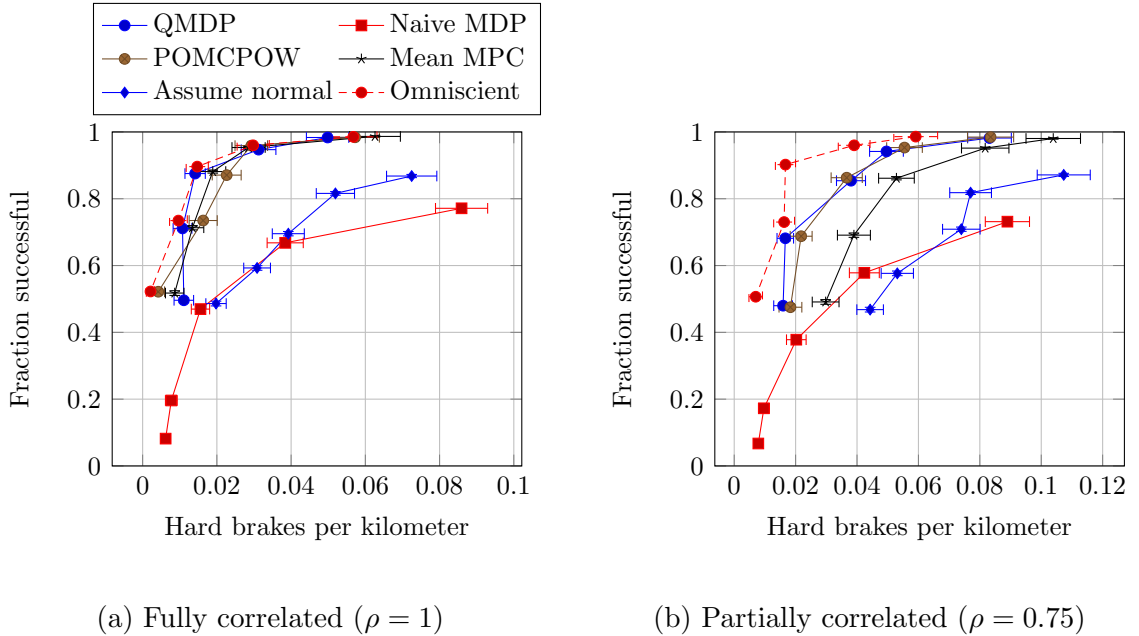 QMDP Naive MDP
POMCPOW Mean MPC
Assume normal Omniscient
1
0.8
0.6
0.4
0.2
0
Fraction successful
0 0.02 0.04 0.06 0.08 0.1
Hard brakes per kilometer
(a) Fully correlated (ρ = 1)
1
0.8
0.6
0.4
0.2
0
Fraction successful
0 0.02 0.04 0.06 0.08 0.1 0.12
Hard brakes per kilometer
(b) Partially correlated (ρ = 0.75)